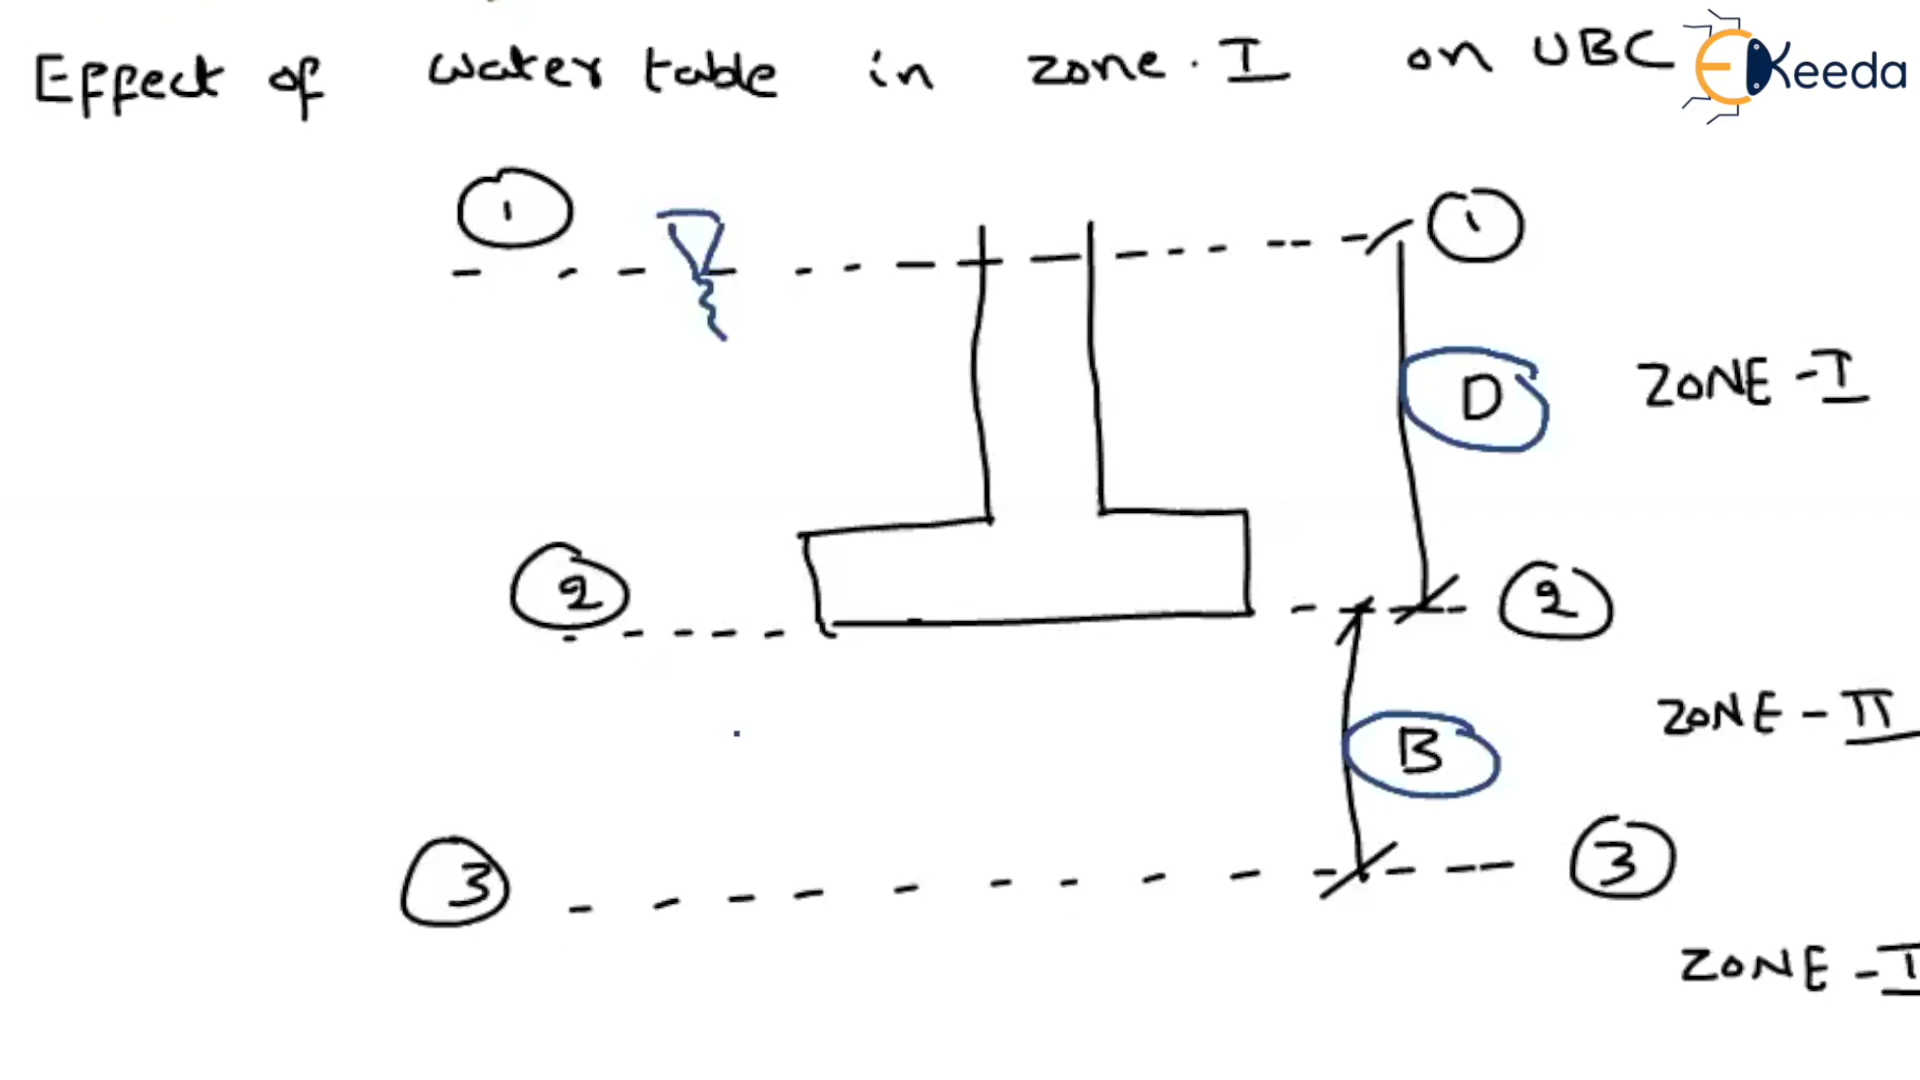 Effect of water table in zone. I on UBC
EKeeda
1 1
D ZONE - I
2 2
ZONE - II
B
3 3
ZONE - I